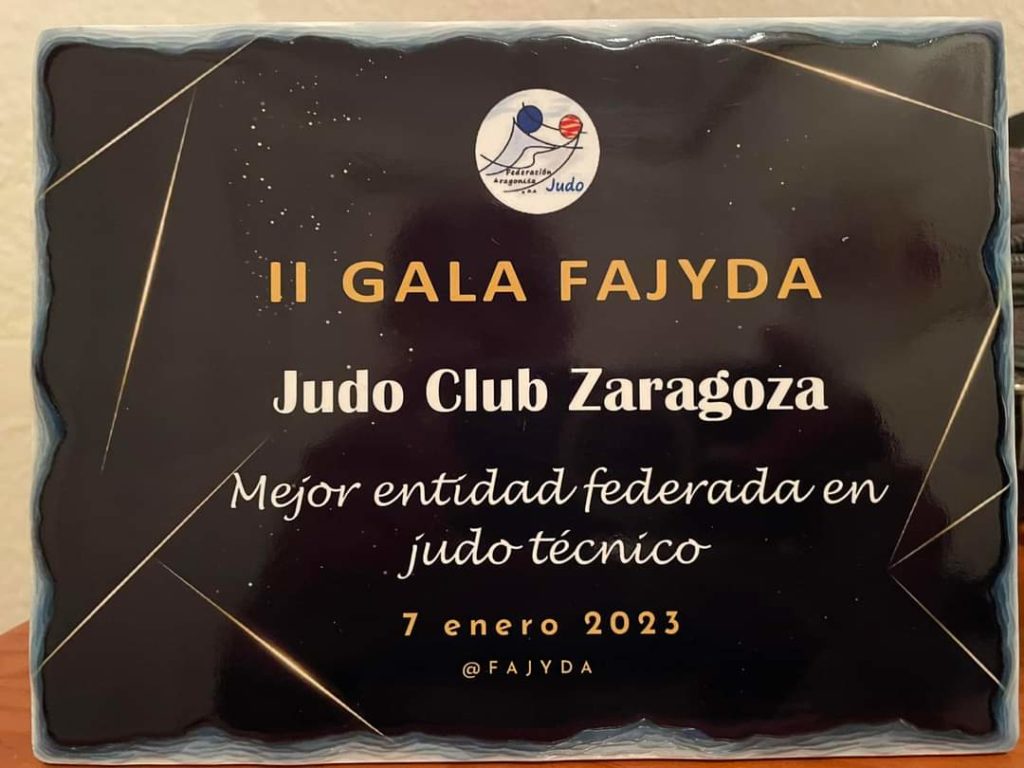 Federación
Aragonesa
Judo
II GALA FAJYDA
Judo Club Zaragoza
Mejor entidad federada en
judo técnico
7 enero 2023
@FAJYDA